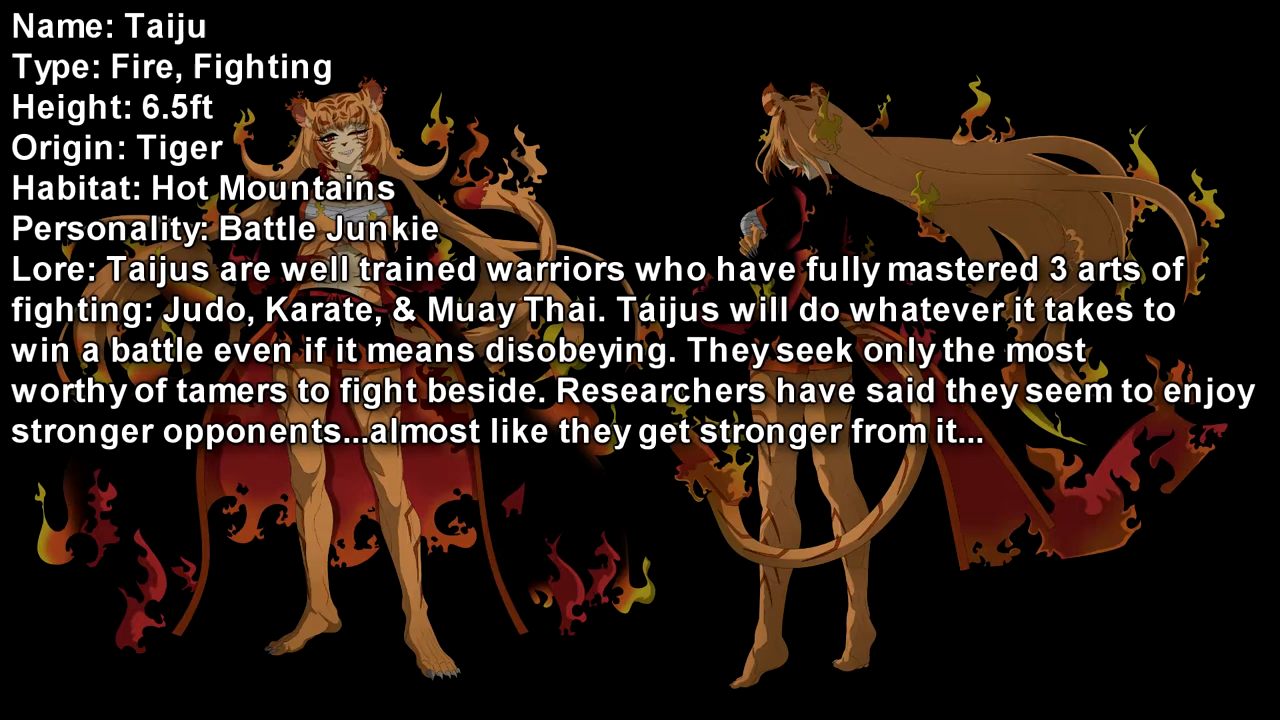 Name: Taiju
Type: Fire, Fighting
Height: 6.5ft
Origin: Tiger
Habitat: Hot Mountains
Personality: Battle Junkie
Lore: Taijus are well trained warriors who have fully mastered 3 arts of
fighting: Judo, Karate, & Muay Thai. Taijus will do whatever it takes to
win a battle even if it means disobeying. They seek only the most
worthy of tamers to fight beside. Researchers have said they seem to enjoy
stronger opponents...almost like they get stronger from it...